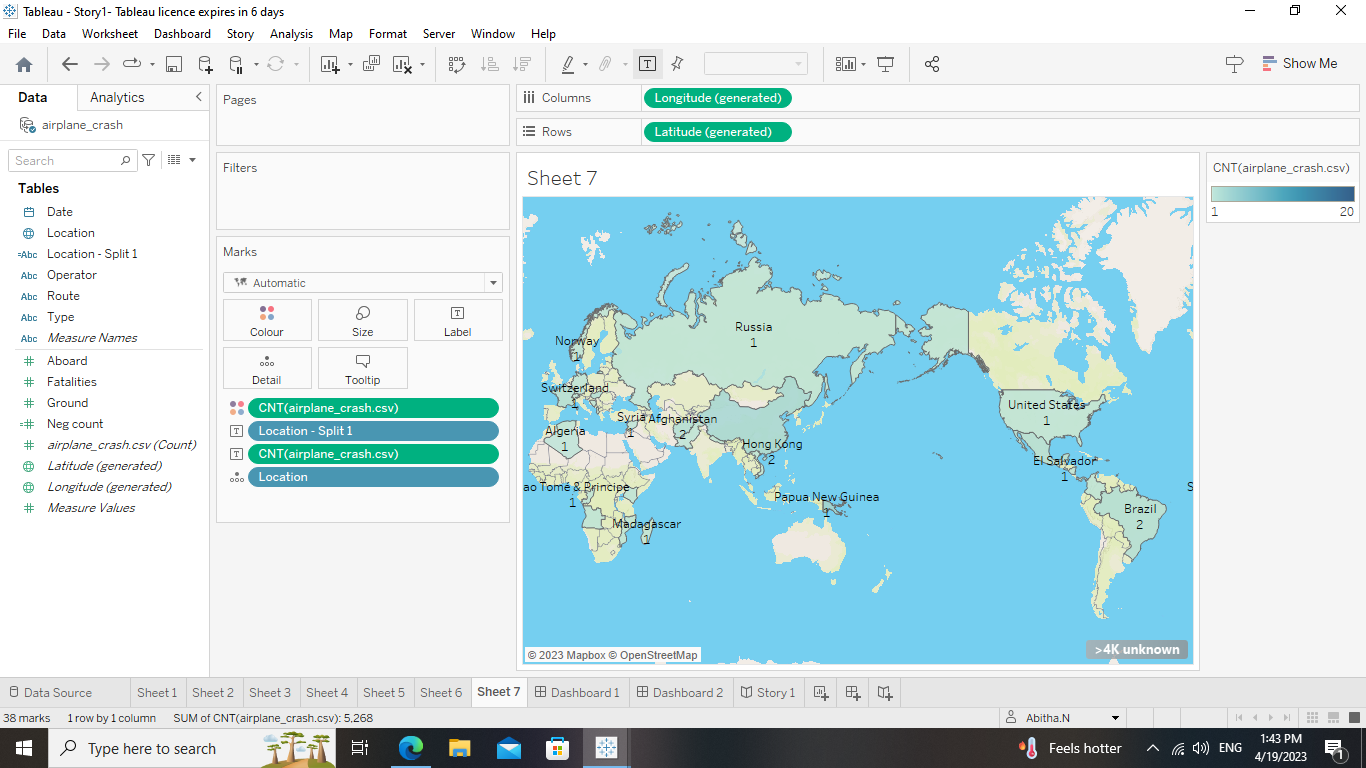 Tableau - Story1- Tableau licence expires in 6 days
File Data Worksheet Dashboard Story Analysis Map Format Server Window Help
Show Me
Data Analytics
airplane_crash
Search
Tables
Date
Location
=Abc Location - Split 1
Abc Operator
Abc Route
Abc Type
Abc Measure Names
Aboard
Fatalities
Ground
Neg count
airplane_crash.csv (Count)
Latitude (generated)
Longitude (generated)
Measure Values
Pages
Filters
Marks
Automatic
Colour Size Label
Detail Tooltip
CNT(airplane_crash.csv)
Location - Split 1
CNT(airplane_crash.csv)
Location
Columns Longitude (generated)
Rows Latitude (generated)
Sheet 7
Russia
1
Norway
1
Switzerland
1
Syria
1
Afghanistan
2
Algeria
1
Hong Kong
2
ao Tomé & Principe
1
Papua New Guinea
1
Madagascar
1
United States
1
El Salvador
1
Brazil
2
S
© 2023 Mapbox © OpenStreetMap
>4K unknown
CNT(airplane_crash.csv)
1 20
Data Source Sheet 1 Sheet 2 Sheet 3 Sheet 4 Sheet 5 Sheet 6 Sheet 7 Dashboard 1 Dashboard 2 Story 1
38 marks 1 row by 1 column SUM of CNT(airplane_crash.csv): 5,268
Abitha.N
Type here to search
Feels hotter
ENG
1:43 PM
4/19/2023
1